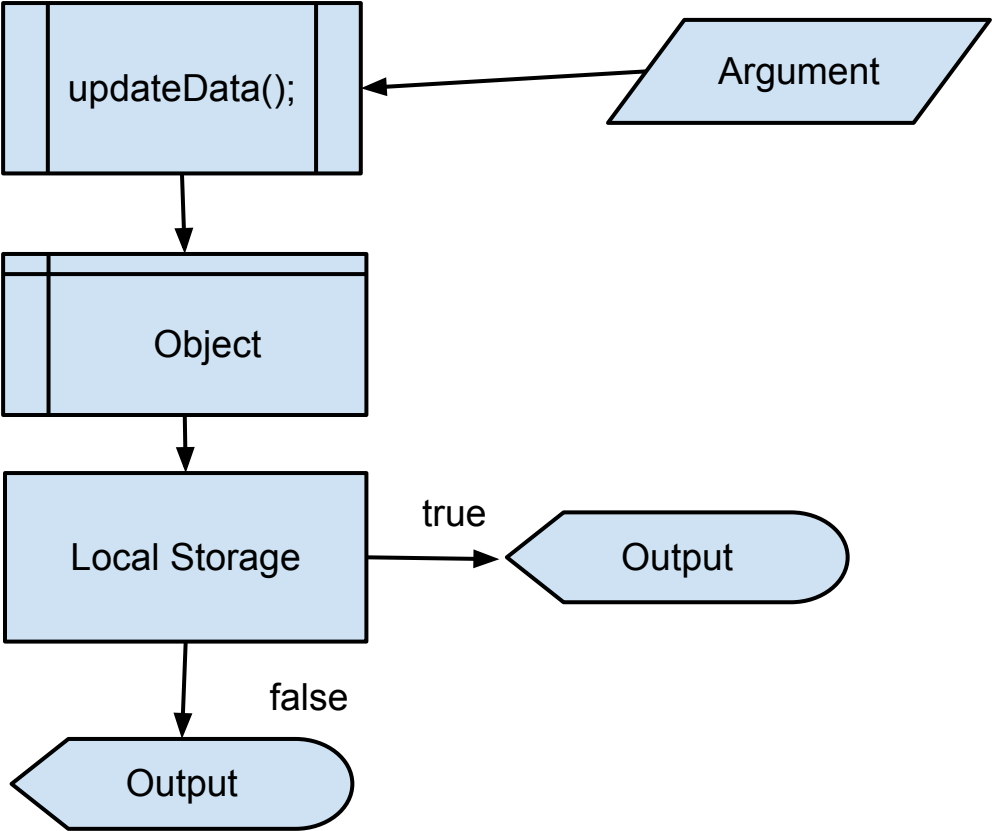 updateData();
Argument
Object
Local Storage
true
Output
false
Output